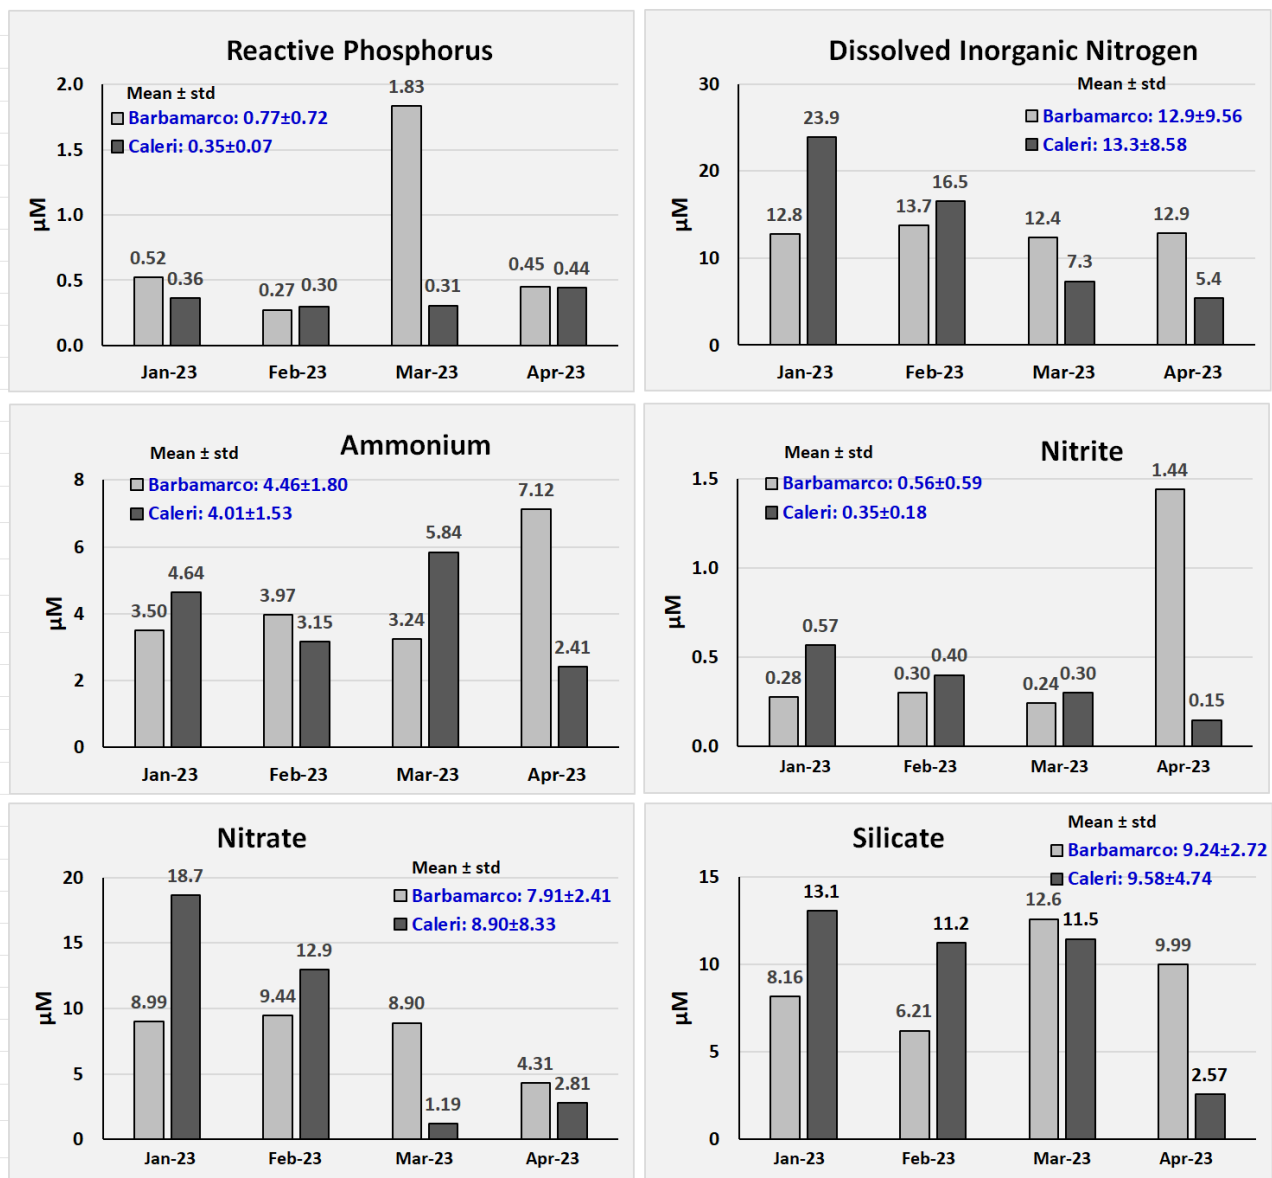 Reactive Phosphorus
Mean ± std
Barbamarco: 0.77±0.72
Caleri: 0.35±0.07
µM
2.0
1.5
1.0
0.5
0.0
0.52
0.36
0.27
0.30
1.83
0.31
0.45
0.44
Jan-23
Feb-23
Mar-23
Apr-23
Dissolved Inorganic Nitrogen
Mean ± std
Barbamarco: 12.9±9.56
Caleri: 13.3±8.58
µM
30
20
10
0
12.8
23.9
13.7
16.5
12.4
7.3
12.9
5.4
Jan-23
Feb-23
Mar-23
Apr-23
Ammonium
Mean ± std
Barbamarco: 4.46±1.80
Caleri: 4.01±1.53
µM
8
6
4
2
0
3.50
4.64
3.97
3.15
3.24
5.84
7.12
2.41
Jan-23
Feb-23
Mar-23
Apr-23
Nitrite
Mean ± std
Barbamarco: 0.56±0.59
Caleri: 0.35±0.18
µM
1.5
1.0
0.5
0.0
0.28
0.57
0.30
0.40
0.24
0.30
1.44
0.15
Jan-23
Feb-23
Mar-23
Apr-23
Nitrate
Mean ± std
Barbamarco: 7.91±2.41
Caleri: 8.90±8.33
µM
20
15
10
5
0
8.99
18.7
9.44
12.9
8.90
1.19
4.31
2.81
Jan-23
Feb-23
Mar-23
Apr-23
Silicate
Mean ± std
Barbamarco: 9.24±2.72
Caleri: 9.58±4.74
µM
15
10
5
0
8.16
13.1
6.21
11.2
12.6
11.5
9.99
2.57
Jan-23
Feb-23
Mar-23
Apr-23